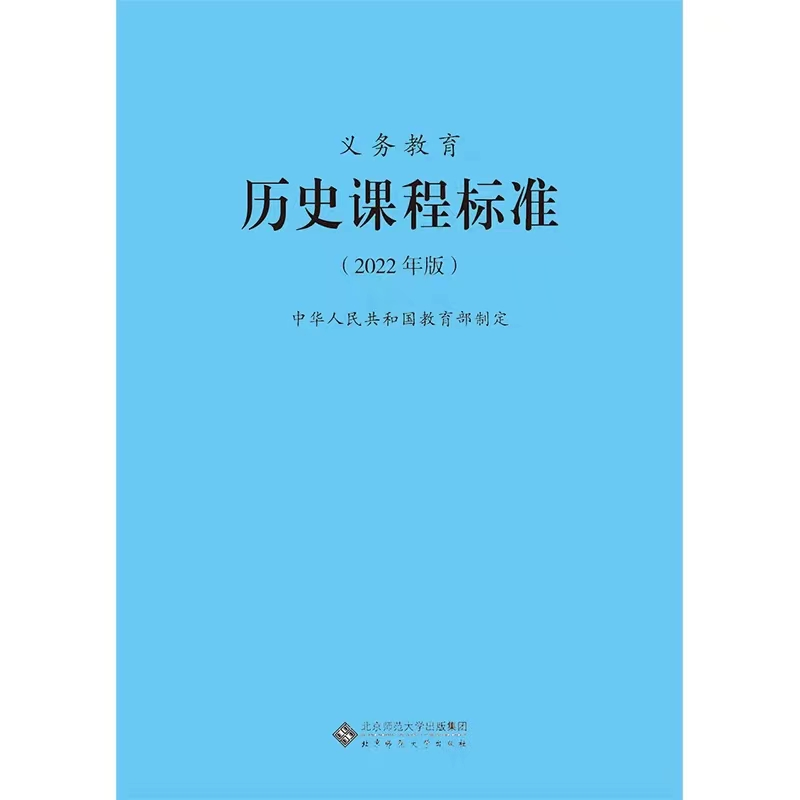 义务教育
历史课程标准
（2022年版）
中华人民共和国教育部制定
北京师范大学出版集团
北京师范大学出版社